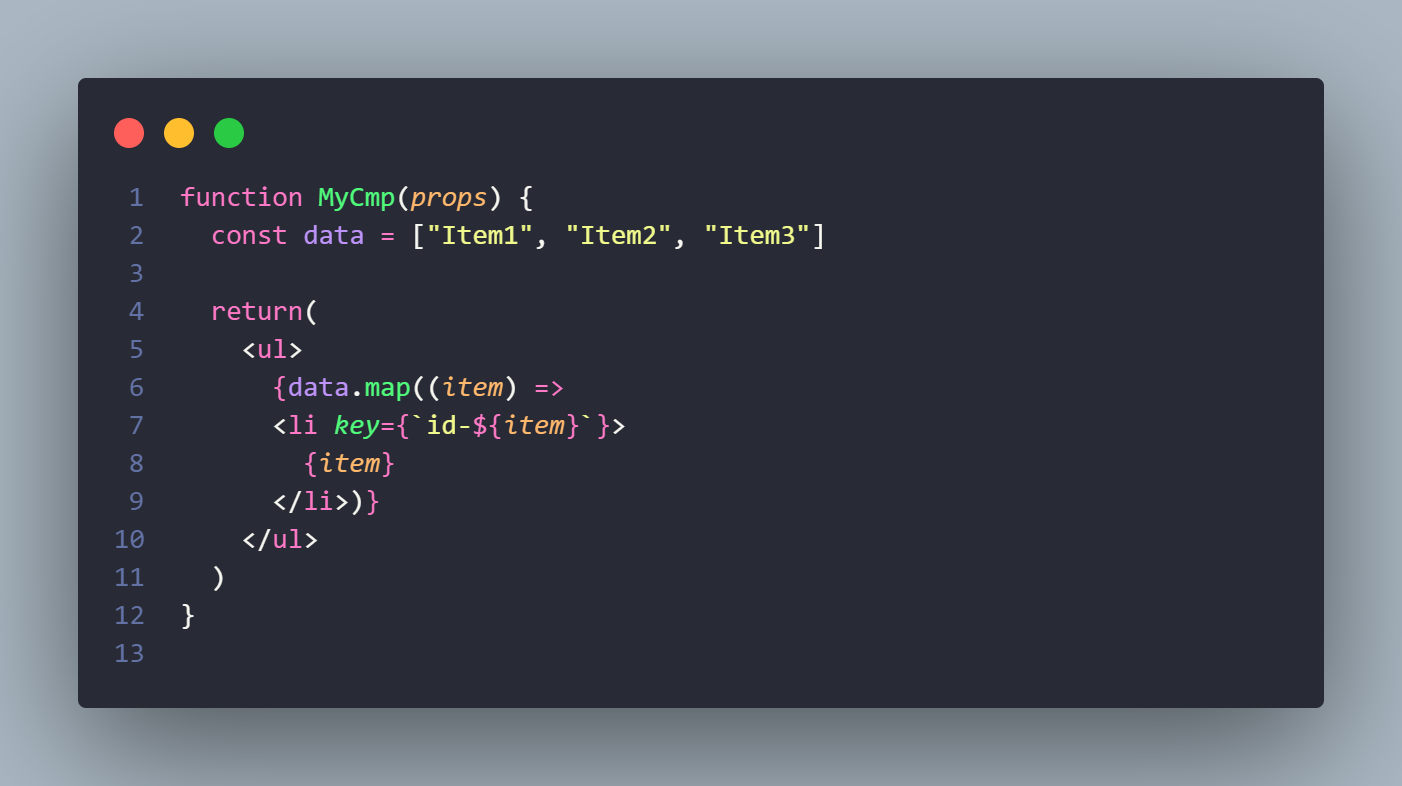 1 function MyCmp(props) {
2   const data = ["Item1", "Item2", "Item3"]
3
4   return(
5     <ul>
6       {data.map((item) =>
7       <li key={`id-${item}`}>
8         {item}
9       </li>)}
10     </ul>
11   )
12 }
13